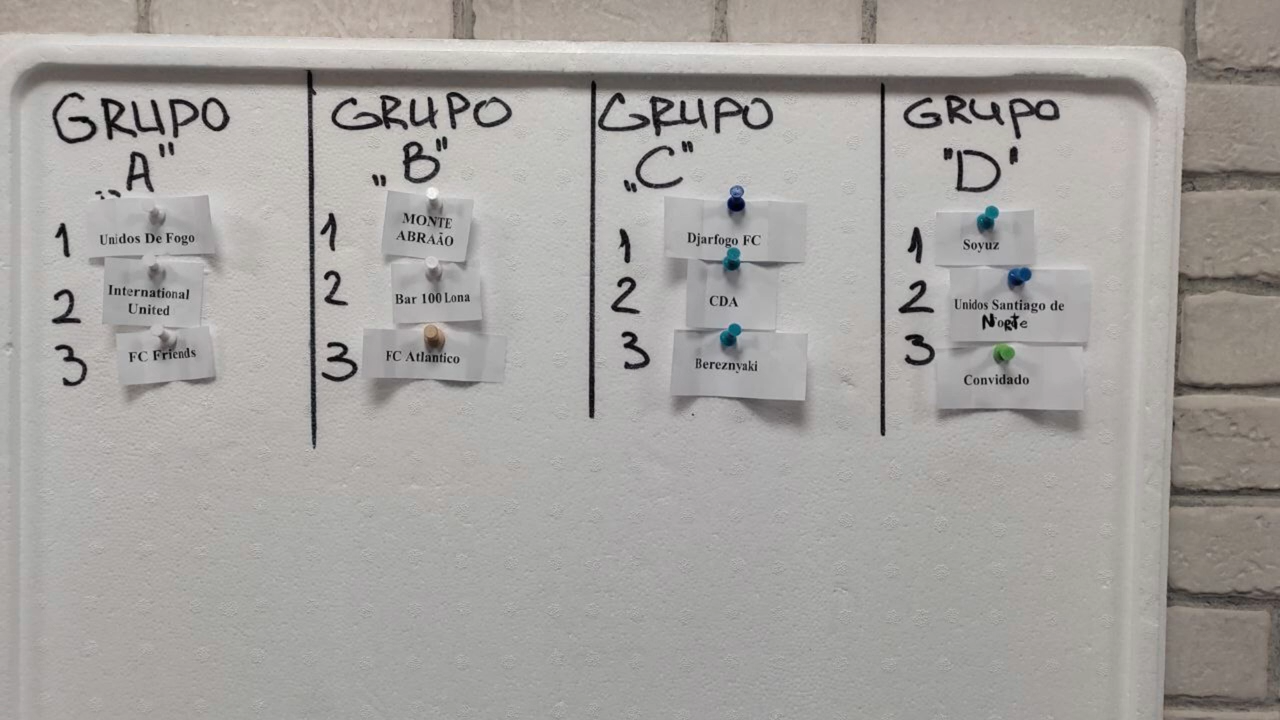 GRUPO
„A"
1 Unidos De Fogo
2 International
United
3 FC Friends
GRUPO
„B"
1 MONTE
ABRAÃO
2 Bar 100 Lona
3 FC Atlantico
GRUPO
„C"
1 Djarfogo FC
2 CDA
3 Bereznyaki
GRUPO
"D"
1 Soyuz
2 Unidos Santiago de
Norte
3 Convidado